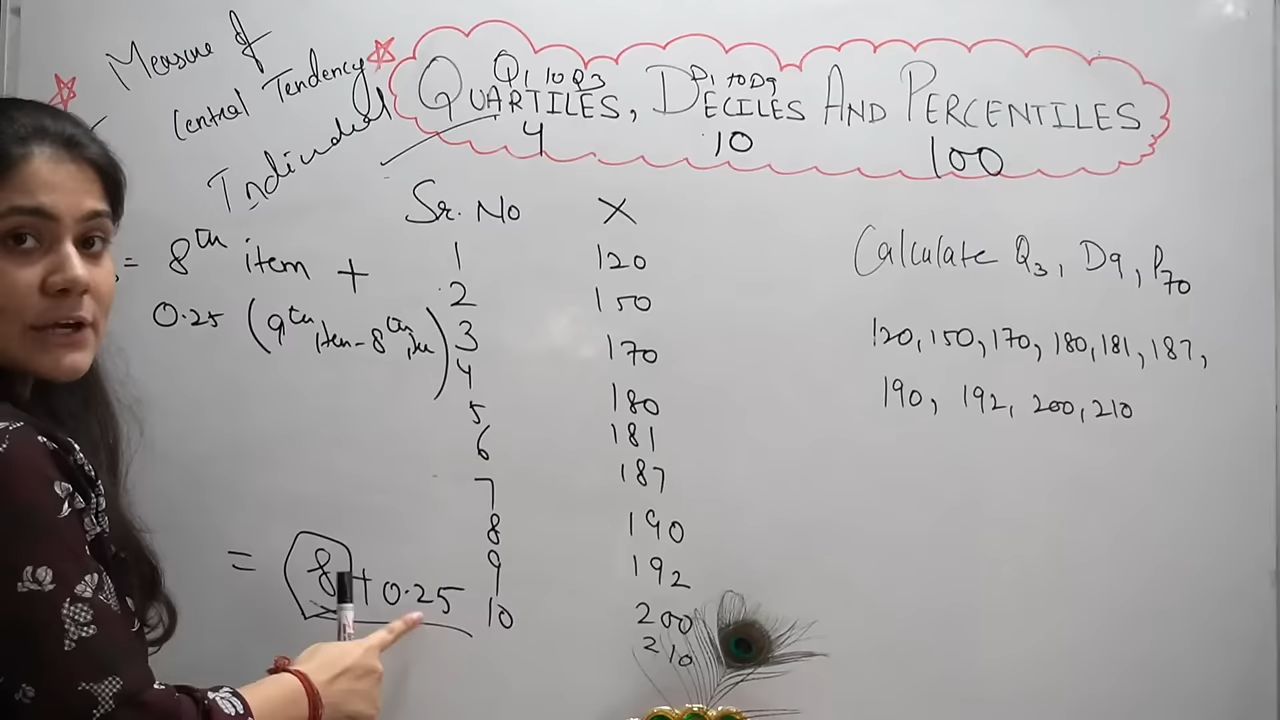 Measure of
Central Tendency
Individual
Q1 to Q3
D1 to D9
QUARTILES, DECILES AND PERCENTILES
4 10 100
Sr. No X
1 120
2 150
3 170
4 180
5 181
6 187
7 190
8 192
9 200
10 210
= 8th item +
0.25 (9th item - 8th item)
= 8 + 0.25
Calculate Q3, D9, P70
120, 150, 170, 180, 181, 187,
190, 192, 200, 210